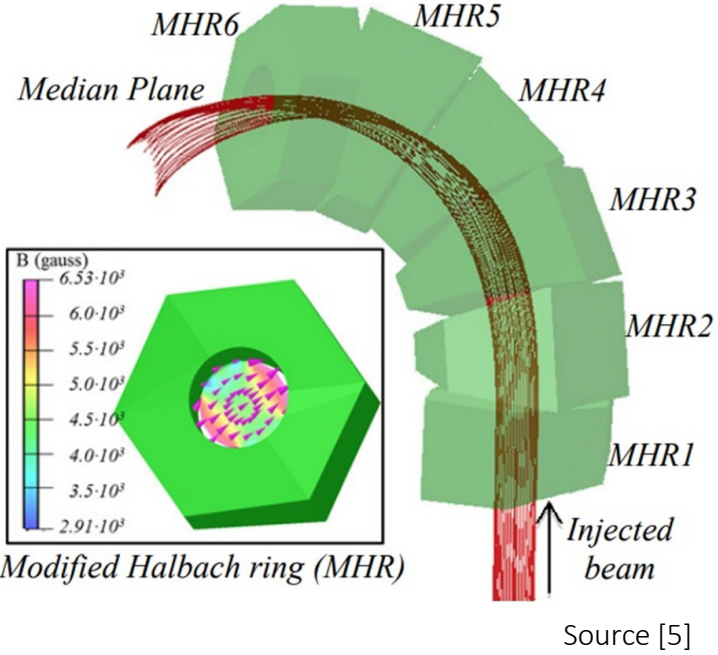 MHR6
MHR5
Median Plane
MHR4
MHR3
B (gauss)
6.53·10³
6.0·10³
5.5·10³
5.0·10³
4.5·10³
4.0·10³
3.5·10³
2.91·10³
MHR2
MHR1
Injected
beam
Modified Halbach ring (MHR)
Source [5]